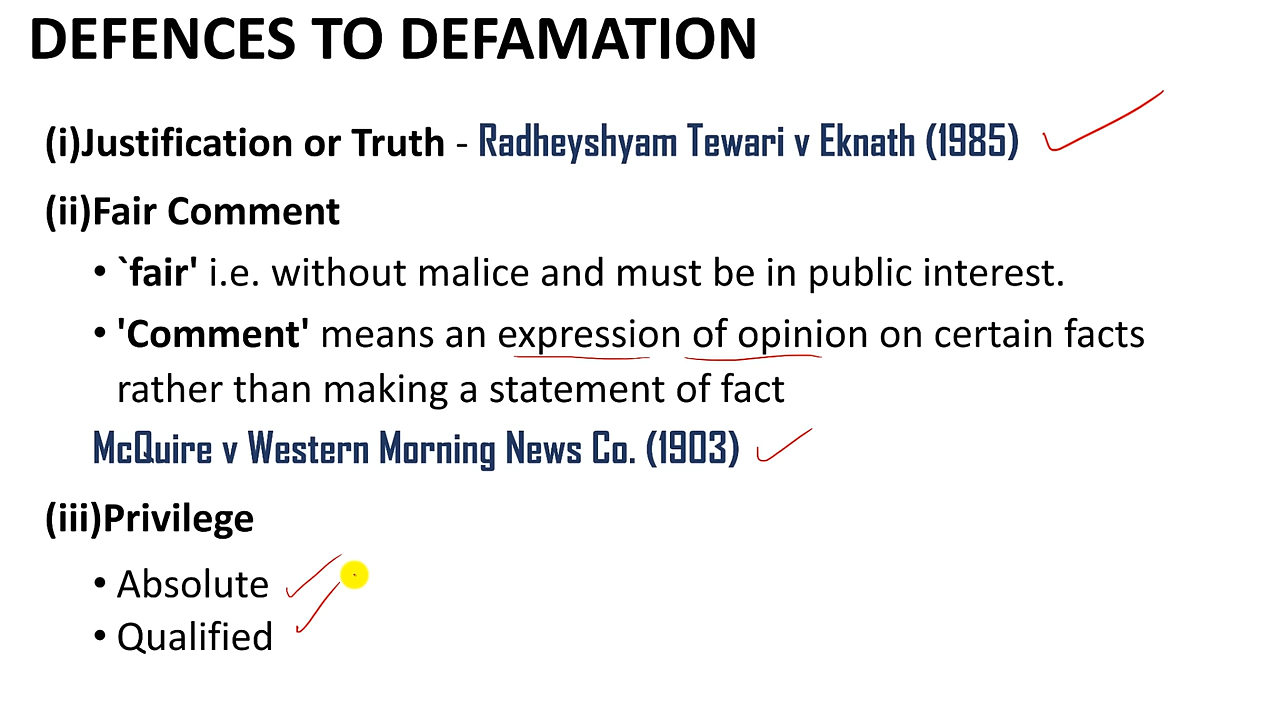 DEFENCES TO DEFAMATION
(i)Justification or Truth - Radheyshyam Tewari v Eknath (1985)
(ii)Fair Comment
• `fair' i.e. without malice and must be in public interest.
• 'Comment' means an expression of opinion on certain facts
rather than making a statement of fact
McQuire v Western Morning News Co. (1903)
(iii)Privilege
• Absolute
• Qualified